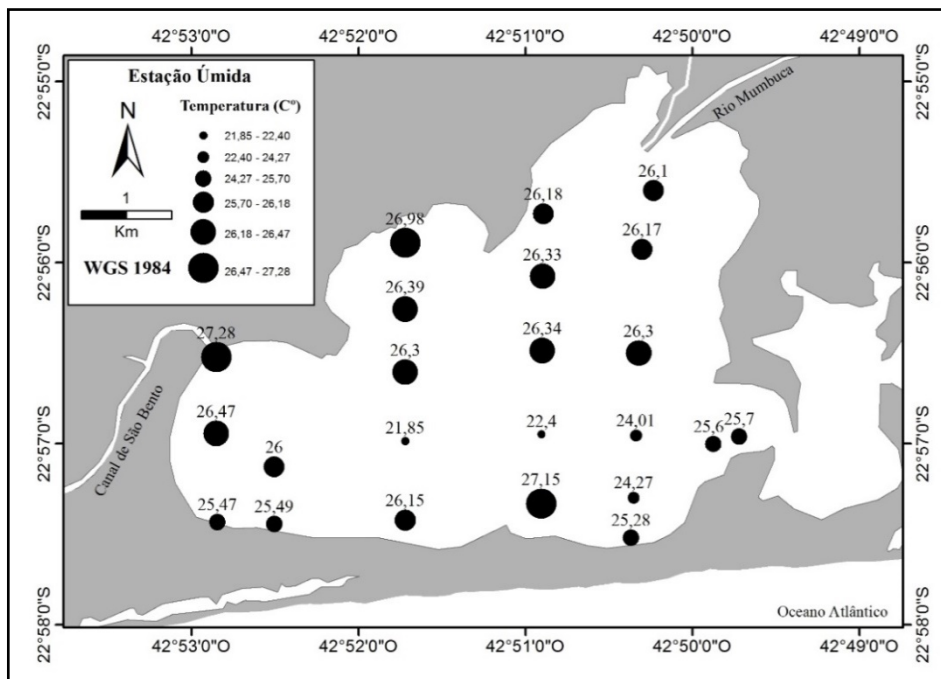 42°53'0"O 42°52'0"O 42°51'0"O 42°50'0"O 42°49'0"O
22°55'0"S 22°55'0"S
Estação Úmida
N
1
Km
WGS 1984
Temperatura (Cº)
21,85 - 22,40
22,40 - 24,27
24,27 - 25,70
25,70 - 26,18
26,18 - 26,47
26,47 - 27,28
Rio Mumbuca
26,1
26,18
26,98
26,17
22°56'0"S 22°56'0"S
26,33
26,39
27,28
26,34
26,3
26,3
Canal de São Bento
26,47
21,85
22,4
24,01
25,6
25,7
22°57'0"S 22°57'0"S
26
24,27
27,15
25,47
25,49
26,15
25,28
Oceano Atlântico
22°58'0"S 22°58'0"S
42°53'0"O 42°52'0"O 42°51'0"O 42°50'0"O 42°49'0"O